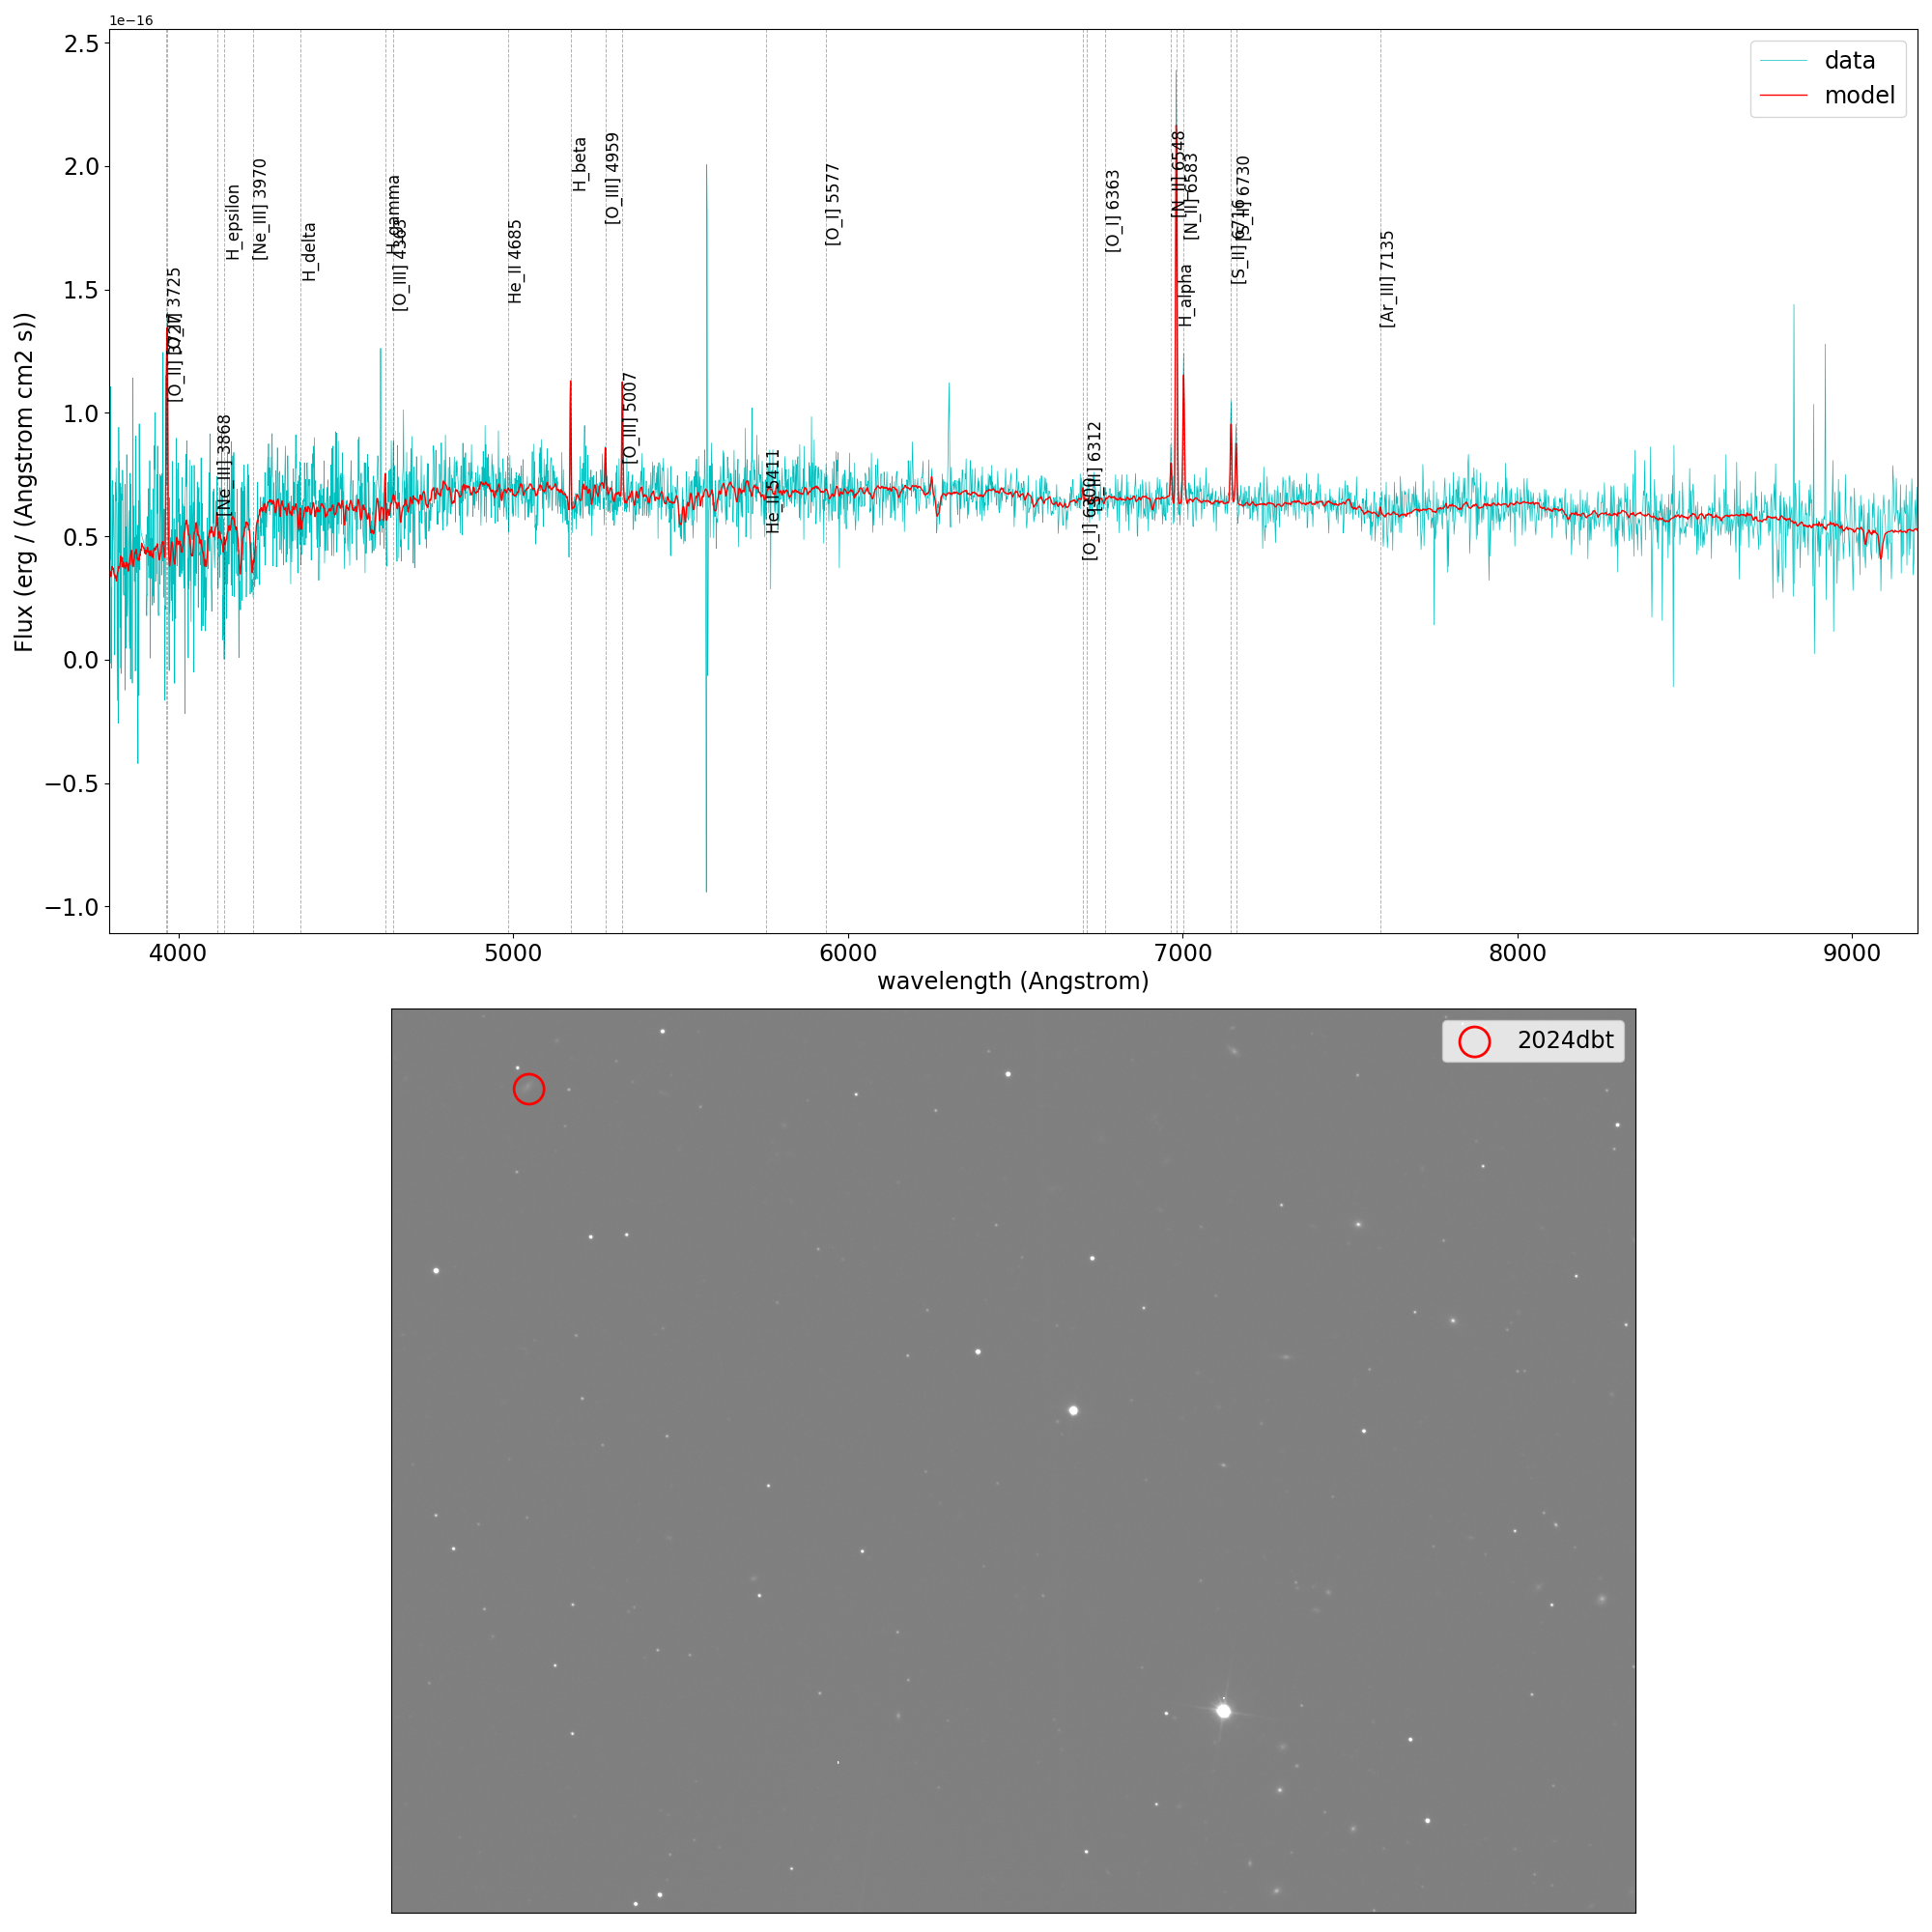 1e−16
2.5
2.0
1.5
1.0
0.5
0.0
−0.5
−1.0
Flux (erg / (Angstrom cm2 s))
data
model
[O_II] 3725
[O_II] 3727
[Ne_III] 3868
H_epsilon
[Ne_III] 3970
H_delta
H_gamma
[O_III] 4363
He_II 4685
H_beta
[O_III] 4959
[O_III] 5007
He_II 5411
[O_I] 5577
[O_I] 6300
[S_III] 6312
[O_I] 6363
[N_II] 6548
H_alpha
[N_II] 6583
[S_II] 6716
[S_II] 6730
[Ar_III] 7135
4000
5000
6000
7000
8000
9000
wavelength (Angstrom)
2024dbt